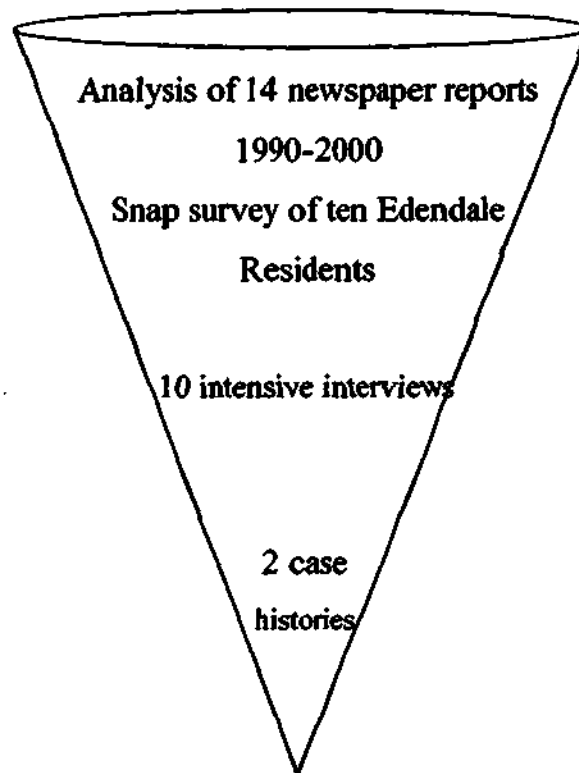 Analysis of 14 newspaper reports
1990-2000
Snap survey of ten Edendale
Residents
10 intensive interviews
2 case
histories